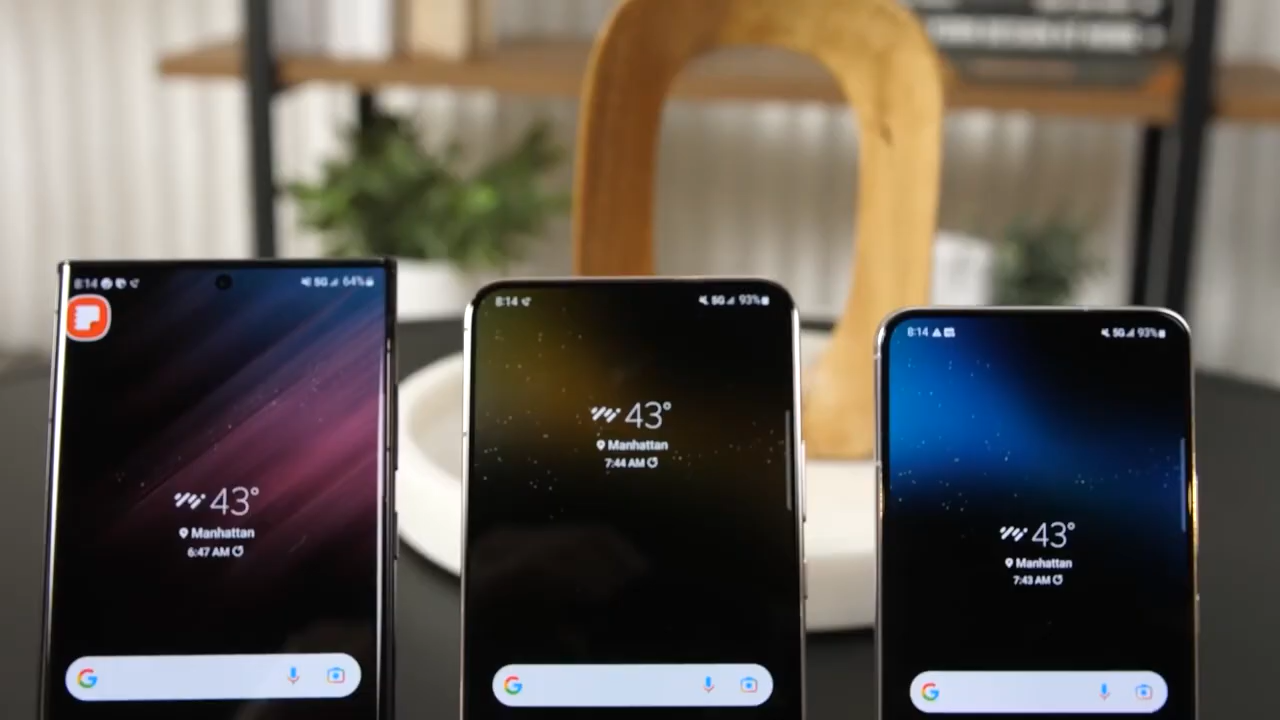 8:14
5G 64%
43°
Manhattan
6:47 AM
G
8:14
5G 93%
43°
Manhattan
7:44 AM
G
8:14
5G 93%
43°
Manhattan
7:43 AM
G